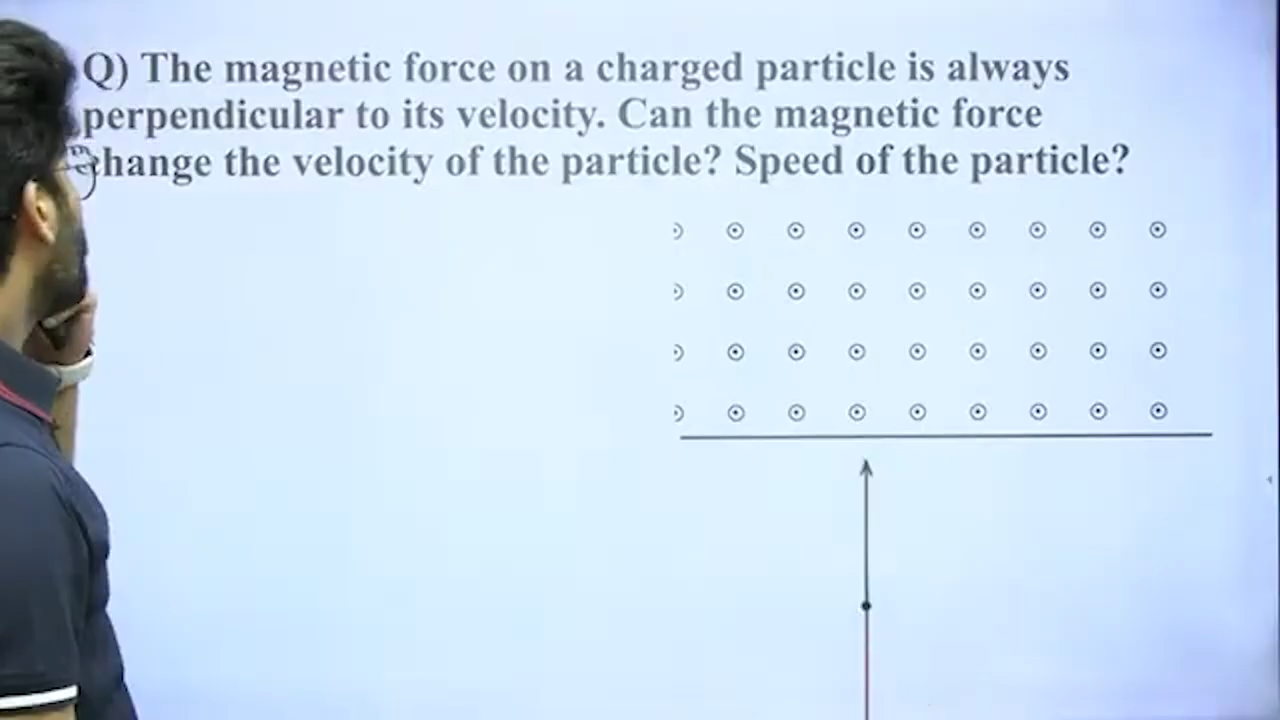 Q) The magnetic force on a charged particle is always
perpendicular to its velocity. Can the magnetic force
change the velocity of the particle? Speed of the particle?